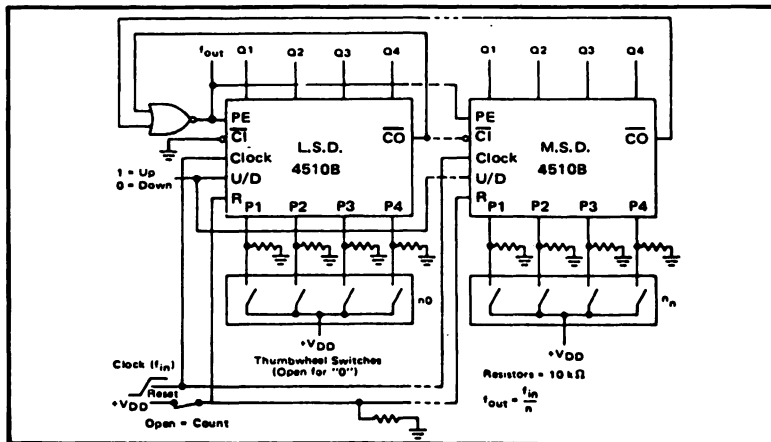 fout Q1 Q2 Q3 Q4 Q1 Q2 Q3 Q4
PE PE
CI L.S.D. CO CI M.S.D. CO
Clock 4510B Clock 4510B
1 = Up
0 = Down
U/D U/D
R R
P1 P2 P3 P4 P1 P2 P3 P4
n0 nn
+VDD +VDD
Thumbwheel Switches
(Open for "0")
Clock (fin)
Reset
+VDD
Open = Count
Resistors = 10 kΩ
fout = fin
n